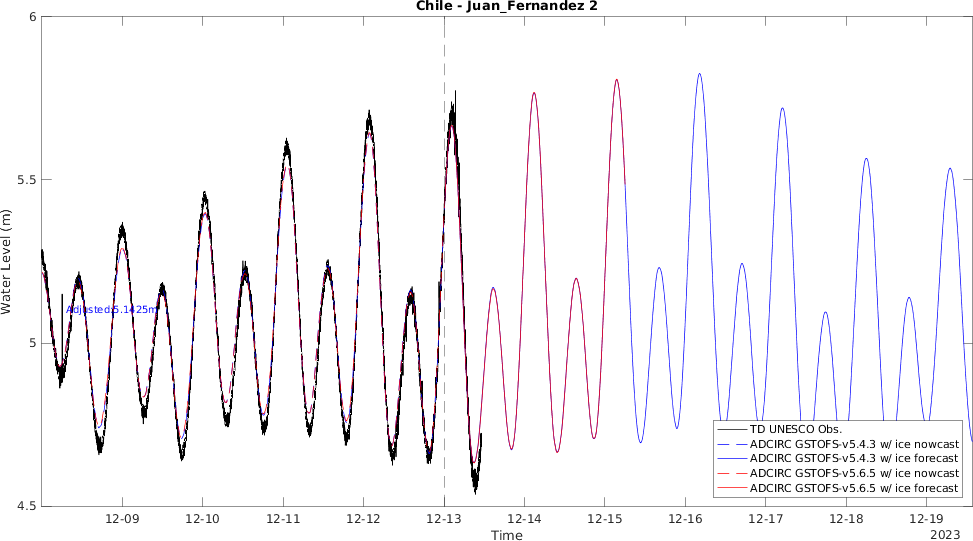 Chile - Juan_Fernandez 2
6
5.5
5
4.5
Water Level (m)
Adjusted:5.1425m
TD UNESCO Obs.
ADCIRC GSTOFS-v5.4.3 w/ ice nowcast
ADCIRC GSTOFS-v5.4.3 w/ ice forecast
ADCIRC GSTOFS-v5.6.5 w/ ice nowcast
ADCIRC GSTOFS-v5.6.5 w/ ice forecast
12-09 12-10 12-11 12-12 12-13 12-14 12-15 12-16 12-17 12-18 12-19
2023
Time